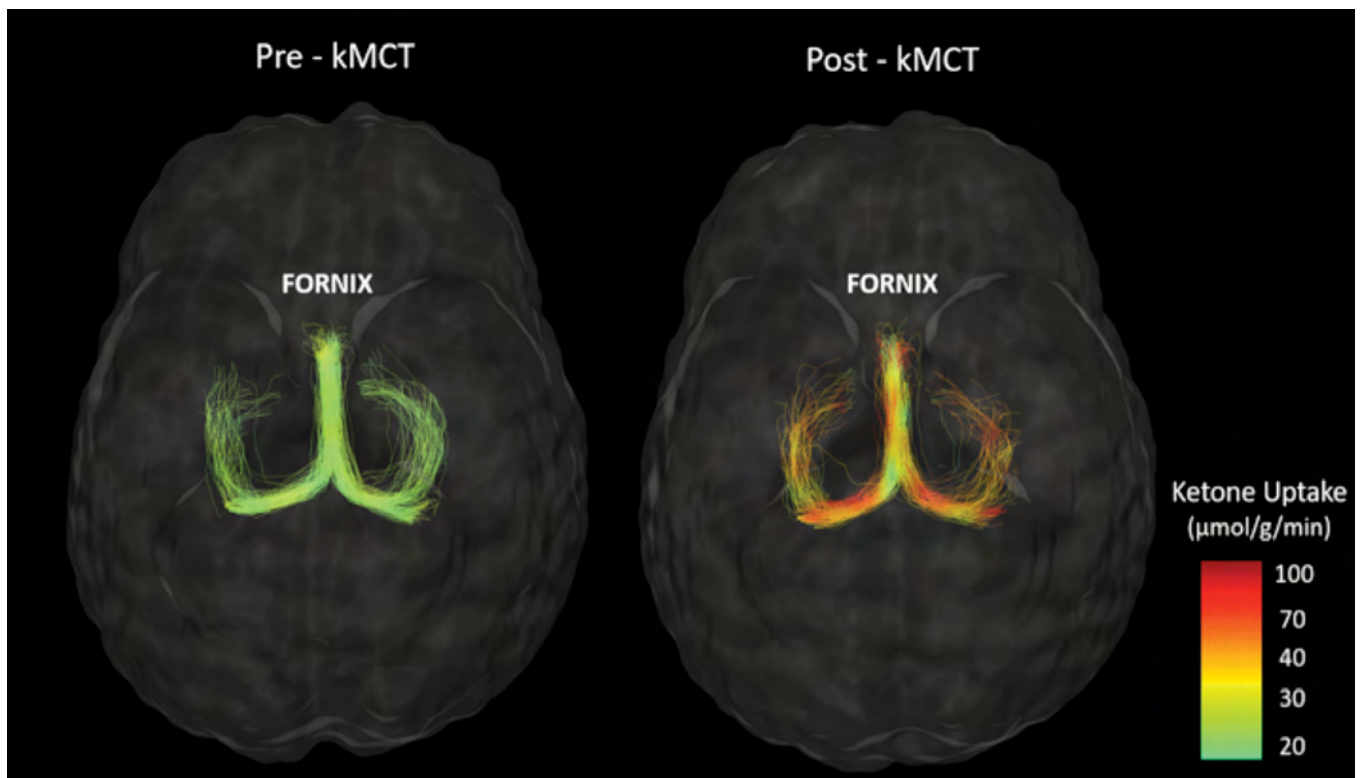 Pre - kMCT
Post - kMCT
FORNIX
FORNIX
Ketone Uptake
(μmol/g/min)
100
70
40
30
20